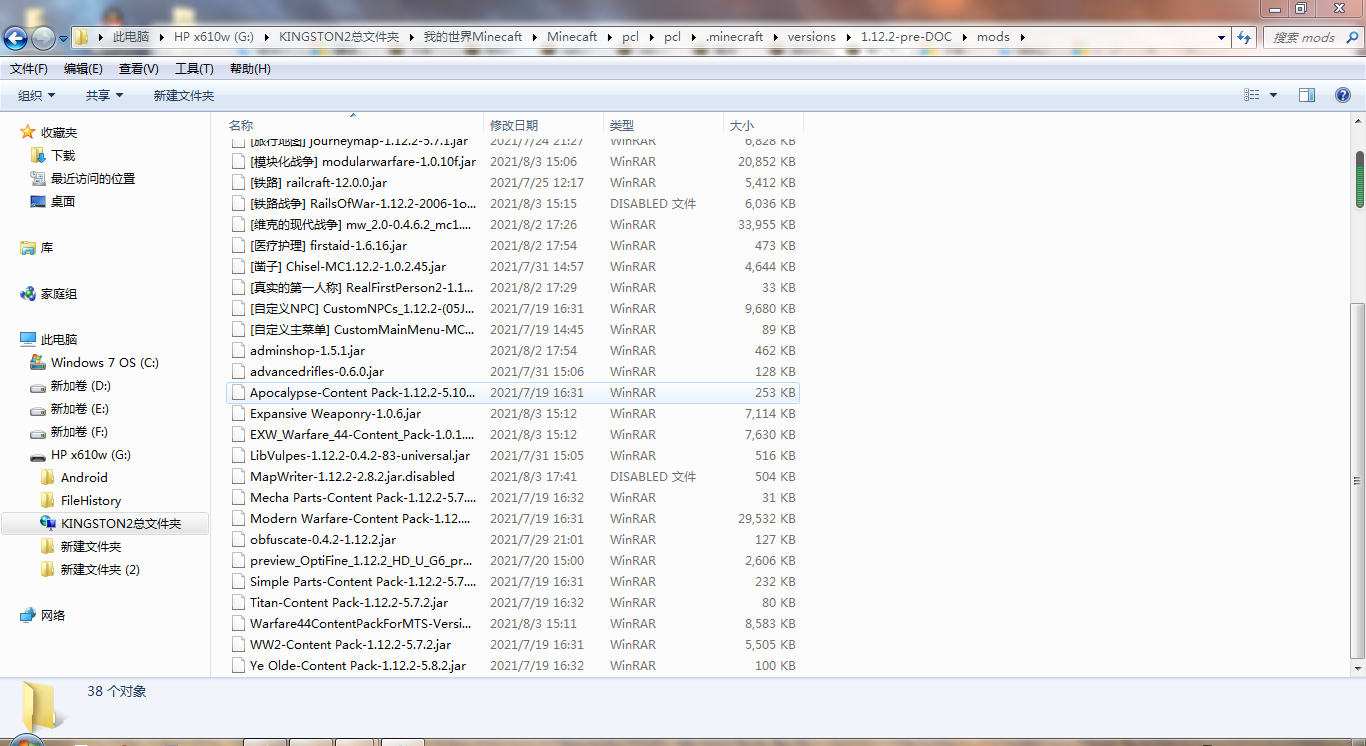 此电脑 HP x610w (G:) KINGSTON2总文件夹 我的世界Minecaft Minecaft pcl pcl .minecraft versions 1.12.2-pre-DOC mods 搜索 mods
文件(F) 编辑(E) 查看(V) 工具(T) 帮助(H)
组织 共享 新建文件夹
收藏夹
下载
最近访问的位置
桌面
库
家庭组
此电脑
Windows 7 OS (C:)
新加卷 (D:)
新加卷 (E:)
新加卷 (F:)
HP x610w (G:)
Android
FileHistory
KINGSTON2总文件夹
新建文件夹
新建文件夹 (2)
网络
名称 修改日期 类型 大小
[旅行地图] journeymap-1.12.2-5.7.1.jar 2021/7/24 21:27 WinRAR 6,828 KB
[模块化战争] modularwarfare-1.0.10f.jar 2021/8/3 15:06 WinRAR 20,852 KB
[铁路] railcraft-12.0.0.jar 2021/7/25 12:17 WinRAR 5,412 KB
[铁路战争] RailsOfWar-1.12.2-2006-1o... 2021/8/3 15:15 DISABLED 文件 6,036 KB
[维克的现代战争] mw_2.0-0.4.6.2_mc1.... 2021/8/2 17:26 WinRAR 33,955 KB
[医疗护理] firstaid-1.6.16.jar 2021/8/2 17:54 WinRAR 473 KB
[凿子] Chisel-MC1.12.2-1.0.2.45.jar 2021/7/31 14:57 WinRAR 4,644 KB
[真实的第一人称] RealFirstPerson2-1.1... 2021/8/2 17:29 WinRAR 33 KB
[自定义NPC] CustomNPCs_1.12.2-(05J... 2021/7/19 16:31 WinRAR 9,680 KB
[自定义主菜单] CustomMainMenu-MC... 2021/7/19 14:45 WinRAR 89 KB
adminshop-1.5.1.jar 2021/8/2 17:54 WinRAR 462 KB
advancedrifles-0.6.0.jar 2021/7/31 15:06 WinRAR 128 KB
Apocalypse-Content Pack-1.12.2-5.10... 2021/7/19 16:31 WinRAR 253 KB
Expansive Weaponry-1.0.6.jar 2021/8/3 15:12 WinRAR 7,114 KB
EXW_Warfare_44-Content_Pack-1.0.1.... 2021/8/3 15:12 WinRAR 7,630 KB
LibVulpes-1.12.2-0.4.2-83-universal.jar 2021/7/31 15:05 WinRAR 516 KB
MapWriter-1.12.2-2.8.2.jar.disabled 2021/8/3 17:41 DISABLED 文件 504 KB
Mecha Parts-Content Pack-1.12.2-5.7.... 2021/7/19 16:32 WinRAR 31 KB
Modern Warfare-Content Pack-1.12.... 2021/7/19 16:31 WinRAR 29,532 KB
obfuscate-0.4.2-1.12.2.jar 2021/7/29 21:01 WinRAR 127 KB
preview_OptiFine_1.12.2_HD_U_G6_pr... 2021/7/20 15:00 WinRAR 2,606 KB
Simple Parts-Content Pack-1.12.2-5.7.... 2021/7/19 16:31 WinRAR 232 KB
Titan-Content Pack-1.12.2-5.7.2.jar 2021/7/19 16:32 WinRAR 80 KB
Warfare44ContentPackForMTS-Versi... 2021/8/3 15:11 WinRAR 8,583 KB
WW2-Content Pack-1.12.2-5.7.2.jar 2021/7/19 16:31 WinRAR 5,505 KB
Ye Olde-Content Pack-1.12.2-5.8.2.jar 2021/7/19 16:32 WinRAR 100 KB
38 个对象